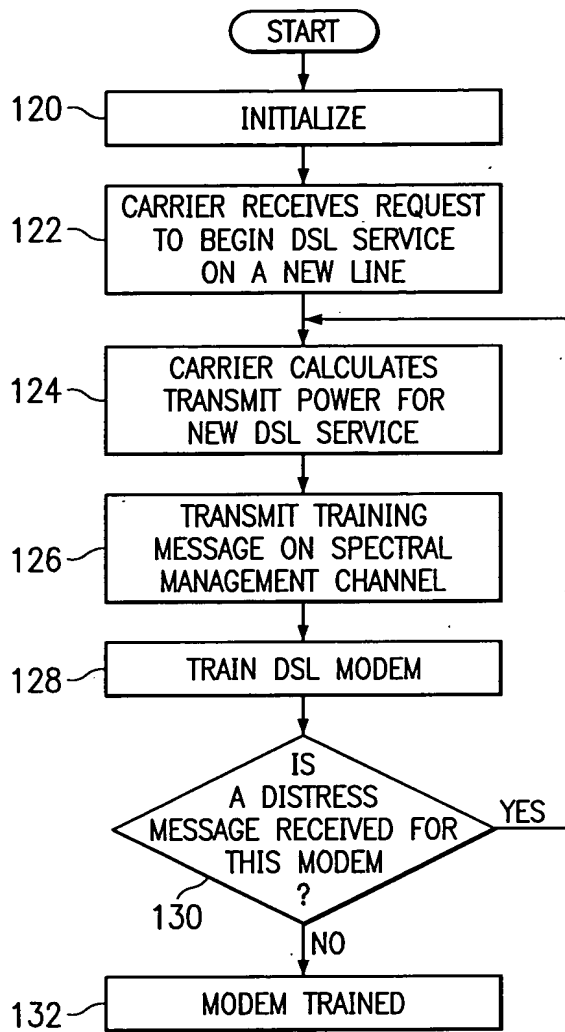 START
120
INITIALIZE
122
CARRIER RECEIVES REQUEST
TO BEGIN DSL SERVICE
ON A NEW LINE
124
CARRIER CALCULATES
TRANSMIT POWER FOR
NEW DSL SERVICE
126
TRANSMIT TRAINING
MESSAGE ON SPECTRAL
MANAGEMENT CHANNEL
128
TRAIN DSL MODEM
IS
A DISTRESS
MESSAGE RECEIVED FOR
THIS MODEM
?
YES
130
NO
132
MODEM TRAINED